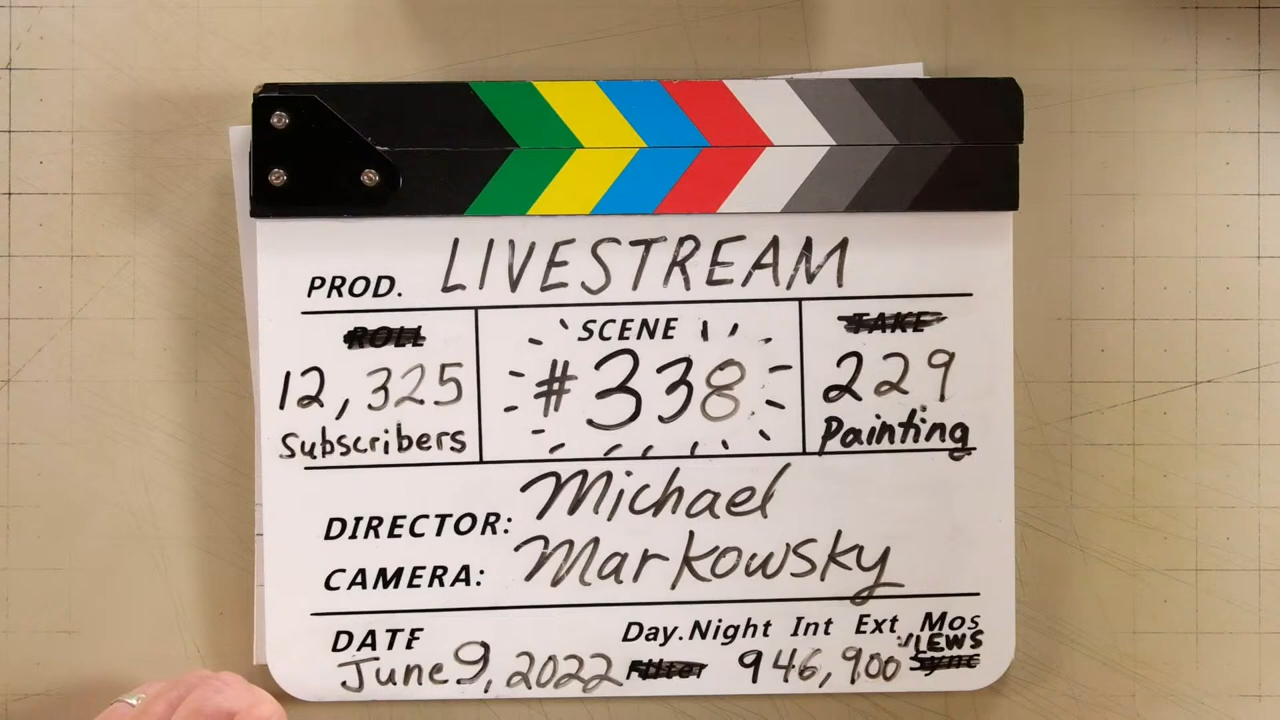 PROD. LIVESTREAM
ROLL SCENE TAKE
12,325 #338 229
Subscribers Painting
DIRECTOR: Michael
CAMERA: Markowsky
DATE Day.Night Int Ext Mos
VIEWS
June 9, 2022 Filter 946,900 Sync